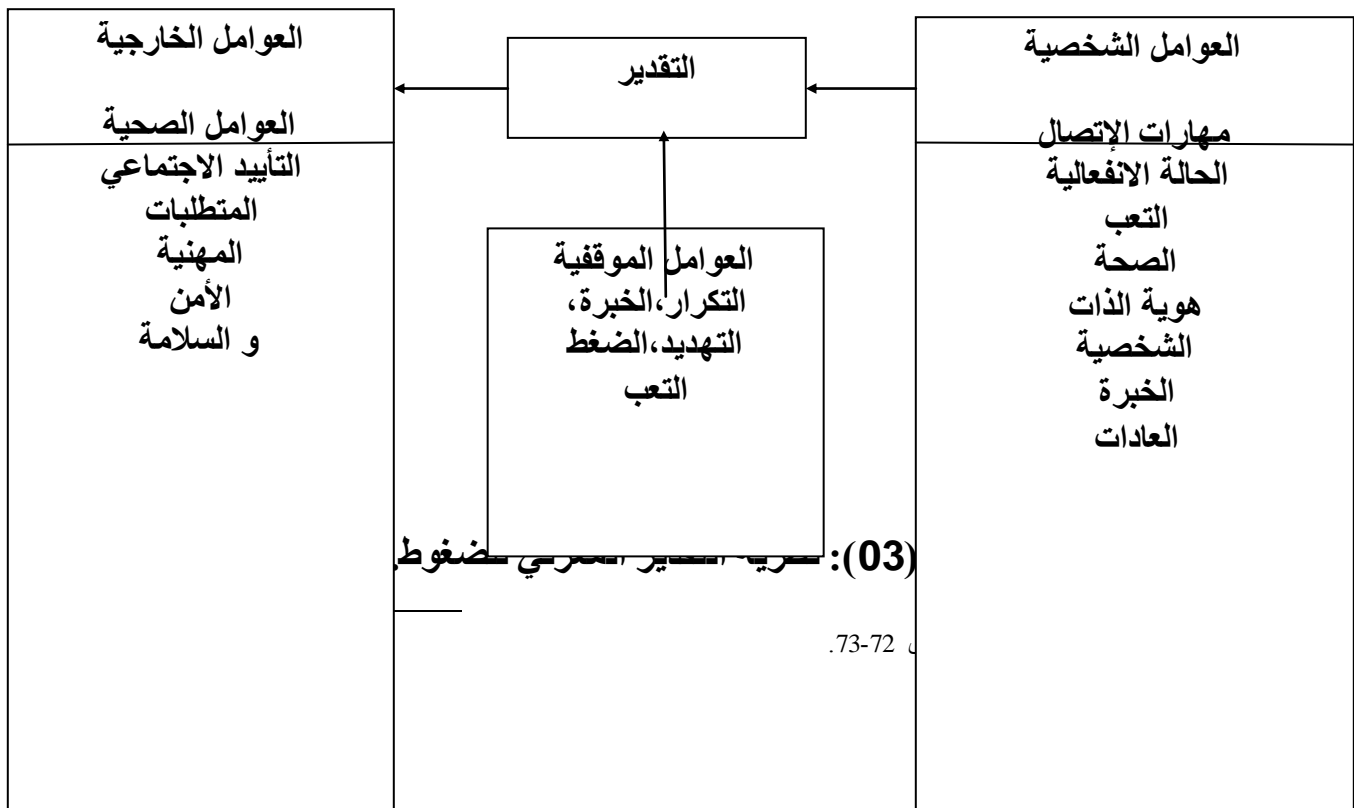 العوامل الشخصية
مهارات الإتصال
الحالة الانفعالية
التعب
الصحة
هوية الذات
الشخصية
الخبرة
العادات
التقدير
العوامل الموقفية
التكرار،الخبرة،
التهديد،الضغط
التعب
العوامل الخارجية
العوامل الصحية
التأييد الاجتماعي
المتطلبات
المهنية
الأمن
و السلامة
(03):
72-73.